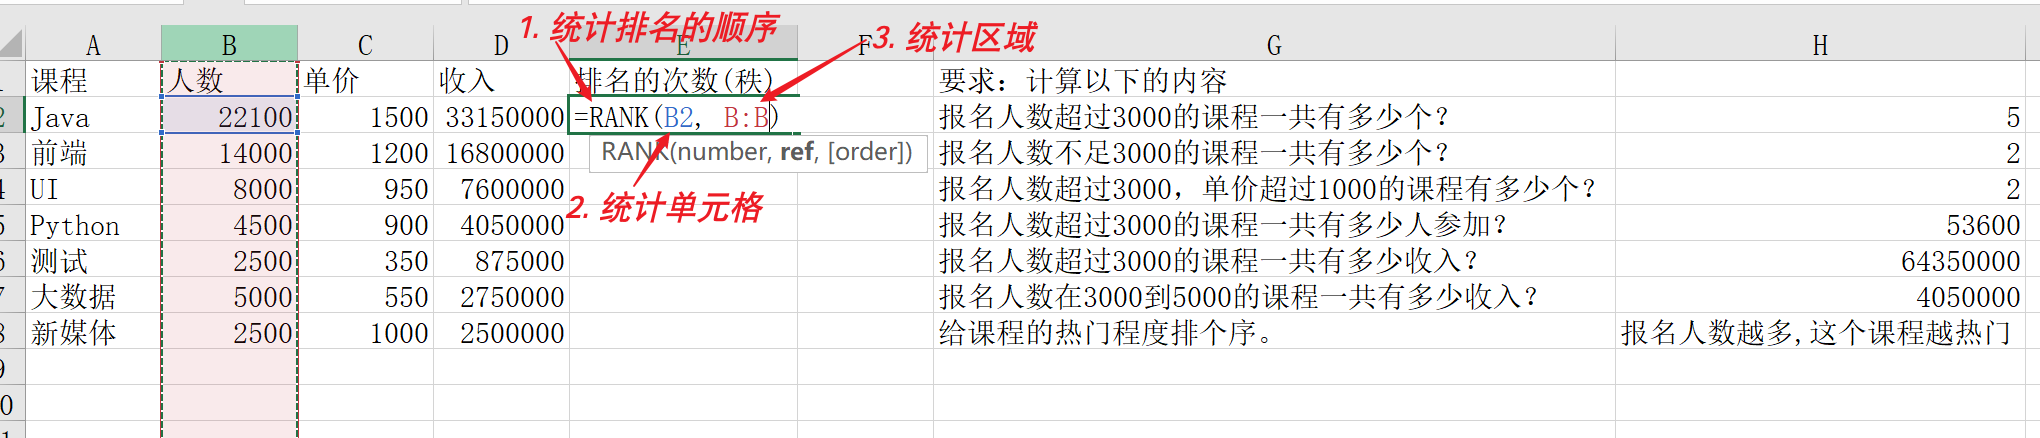 1. 统计排名的顺序
3. 统计区域
A B C D E F G H
课程 人数 单价 收入 排名的次数(秩) 要求：计算以下的内容
2 Java 22100 1500 33150000 =RANK(B2, B:B) 报名人数超过3000的课程一共有多少个？ 5
3 前端 14000 1200 16800000 RANK(number, ref, [order]) 报名人数不足3000的课程一共有多少个？ 2
4 UI 8000 950 7600000 报名人数超过3000，单价超过1000的课程有多少个？ 2
2. 统计单元格
5 Python 4500 900 4050000 报名人数超过3000的课程一共有多少人参加？ 53600
6 测试 2500 350 875000 报名人数超过3000的课程一共有多少收入？ 64350000
7 大数据 5000 550 2750000 报名人数在3000到5000的课程一共有多少收入？ 4050000
8 新媒体 2500 1000 2500000 给课程的热门程度排个序。 报名人数越多,这个课程越热门
9
0